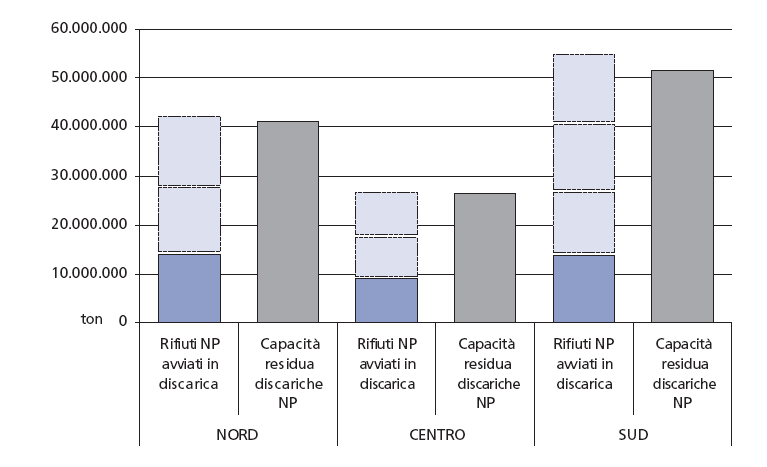 60.000.000
50.000.000
40.000.000
30.000.000
20.000.000
10.000.000
ton 0
Rifiuti NP
avviati in
discarica
Capacità
residua
discariche
NP
Rifiuti NP
avviati in
discarica
Capacità
residua
discariche
NP
Rifiuti NP
avviati in
discarica
Capacità
residua
discariche
NP
NORD
CENTRO
SUD